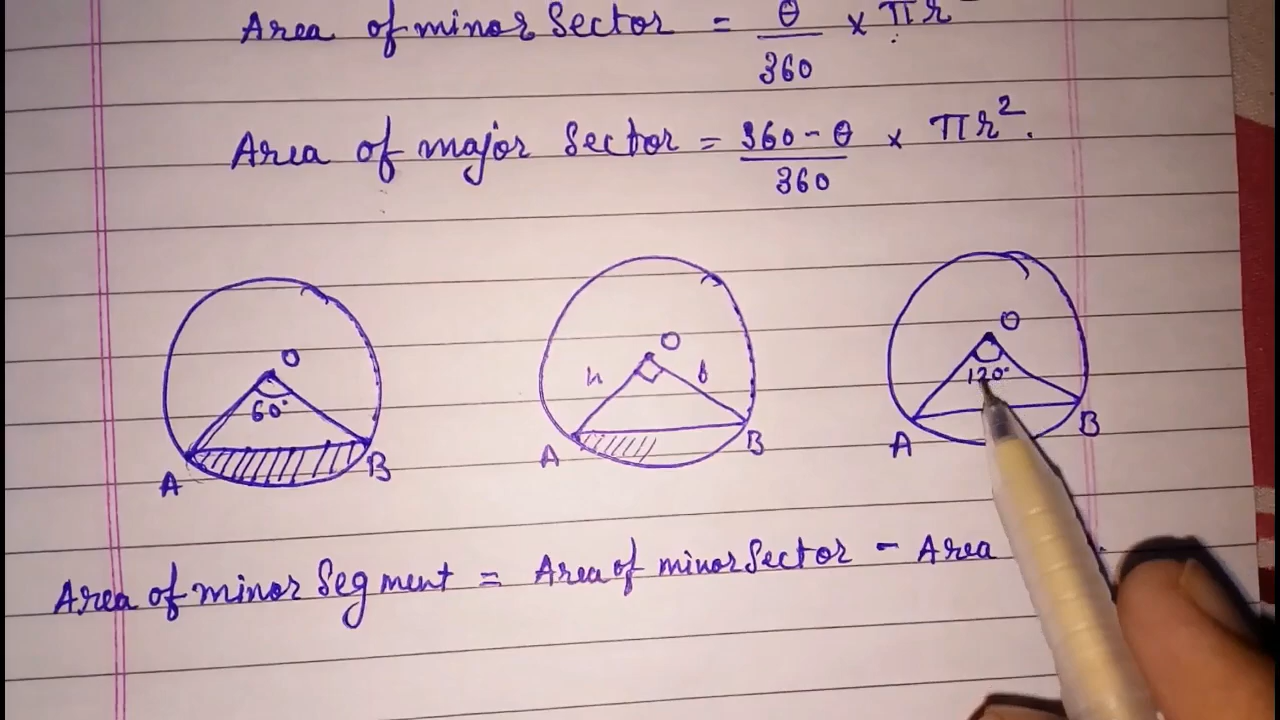 Area of minor Sector = θ/360 × πr²
Area of major Sector = 360-θ/360 × πr².
O
60°
A
B
O
h
b
A
B
O
120°
A
B
Area of minor Segment = Area of minor Sector - Area